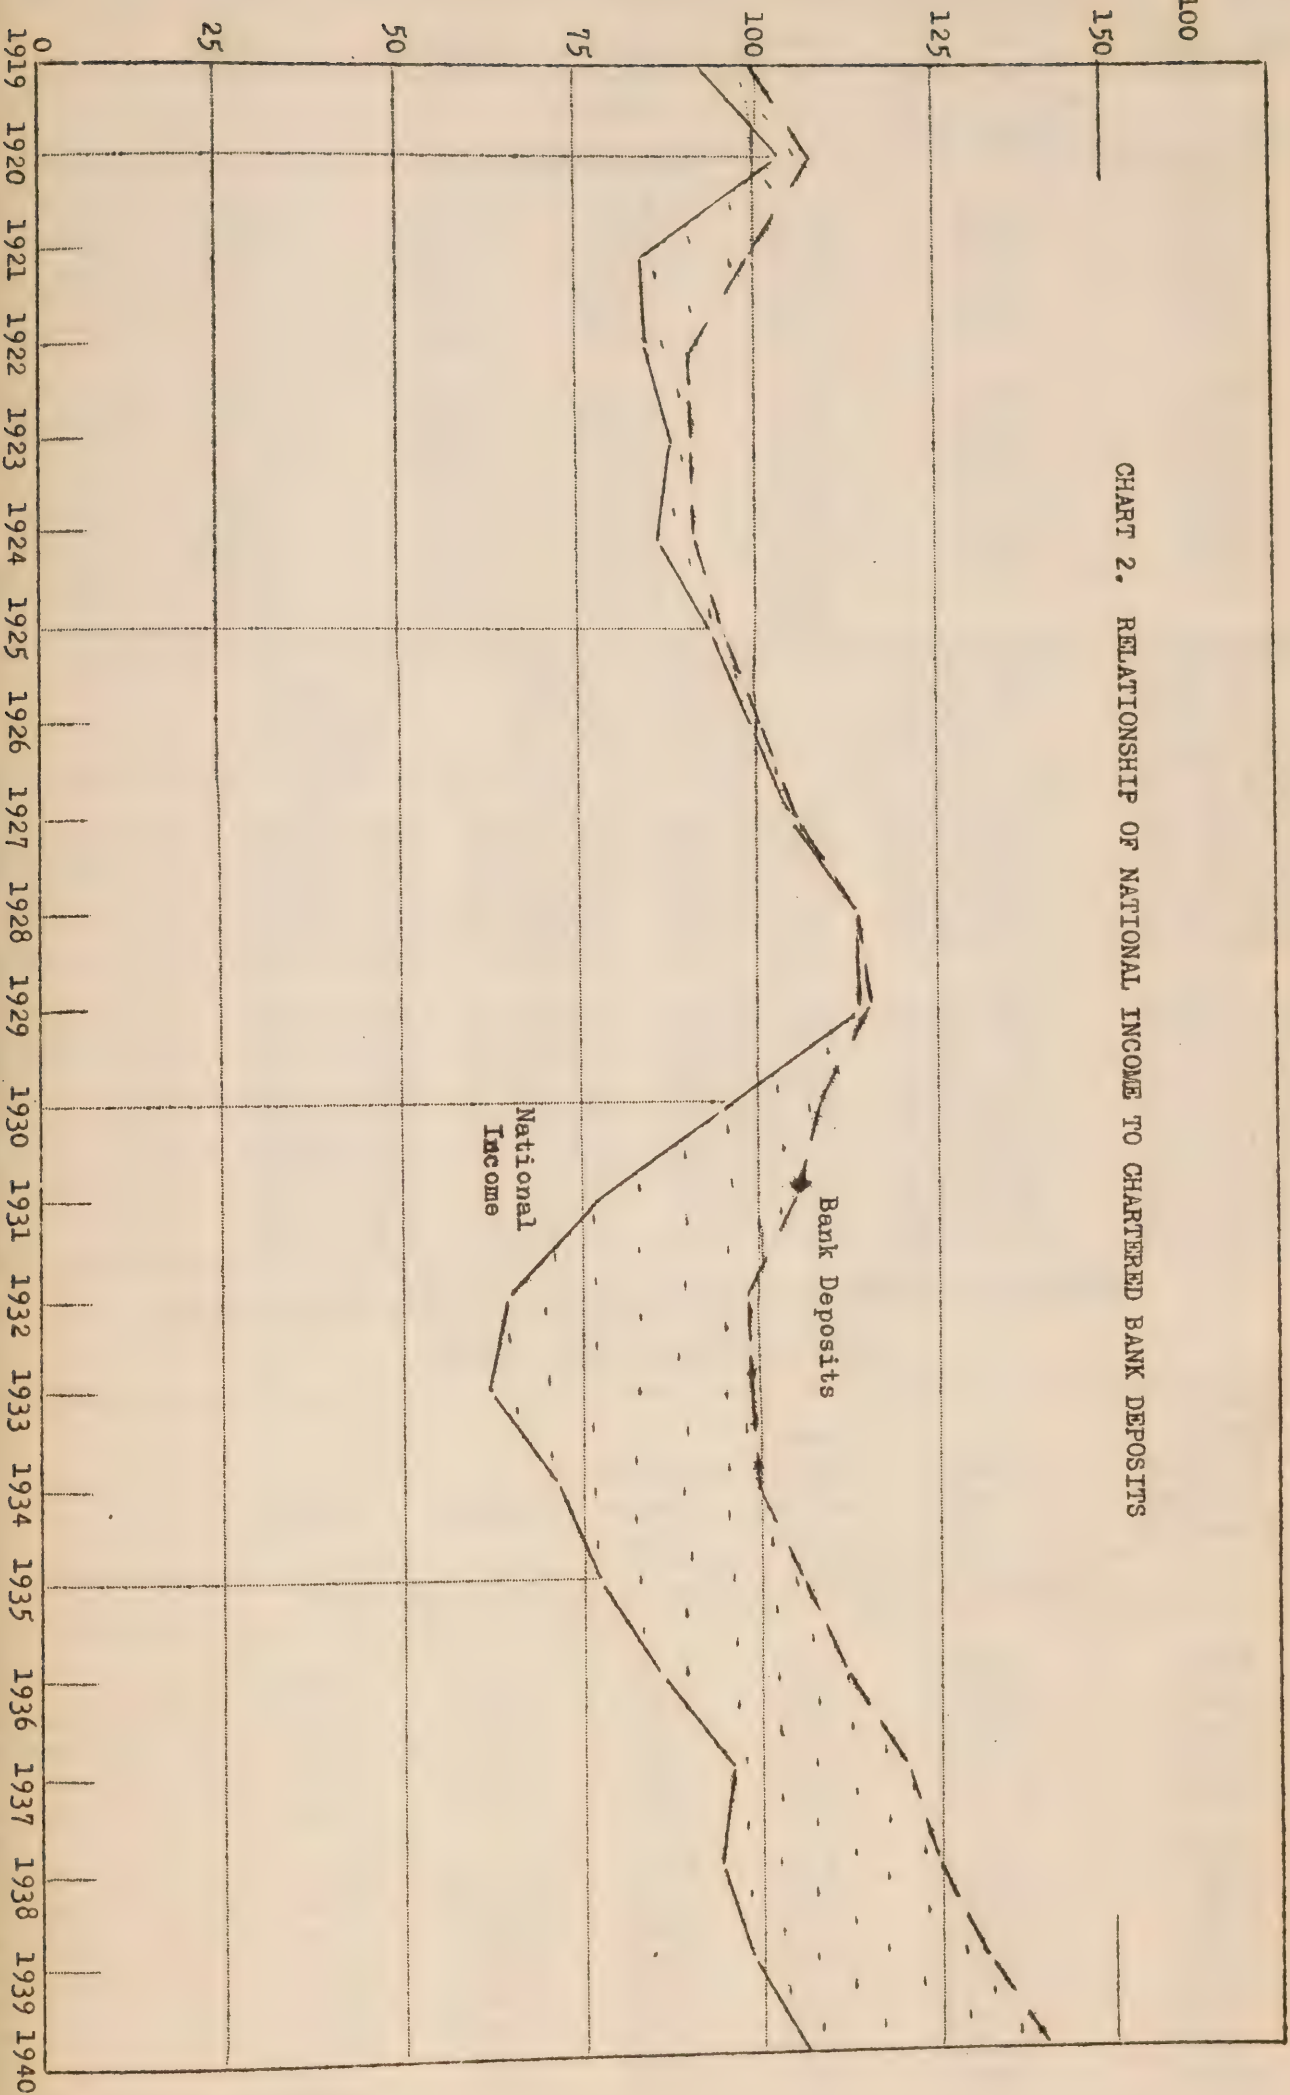 CHART 2. RELATIONSHIP OF NATIONAL INCOME TO CHARTERED BANK DEPOSITS
100
150
125
100
75
50
25
0
Bank Deposits
National
Income
1919 1920 1921 1922 1923 1924 1925 1926 1927 1928 1929 1930 1931 1932 1933 1934 1935 1936 1937 1938 1939 1940